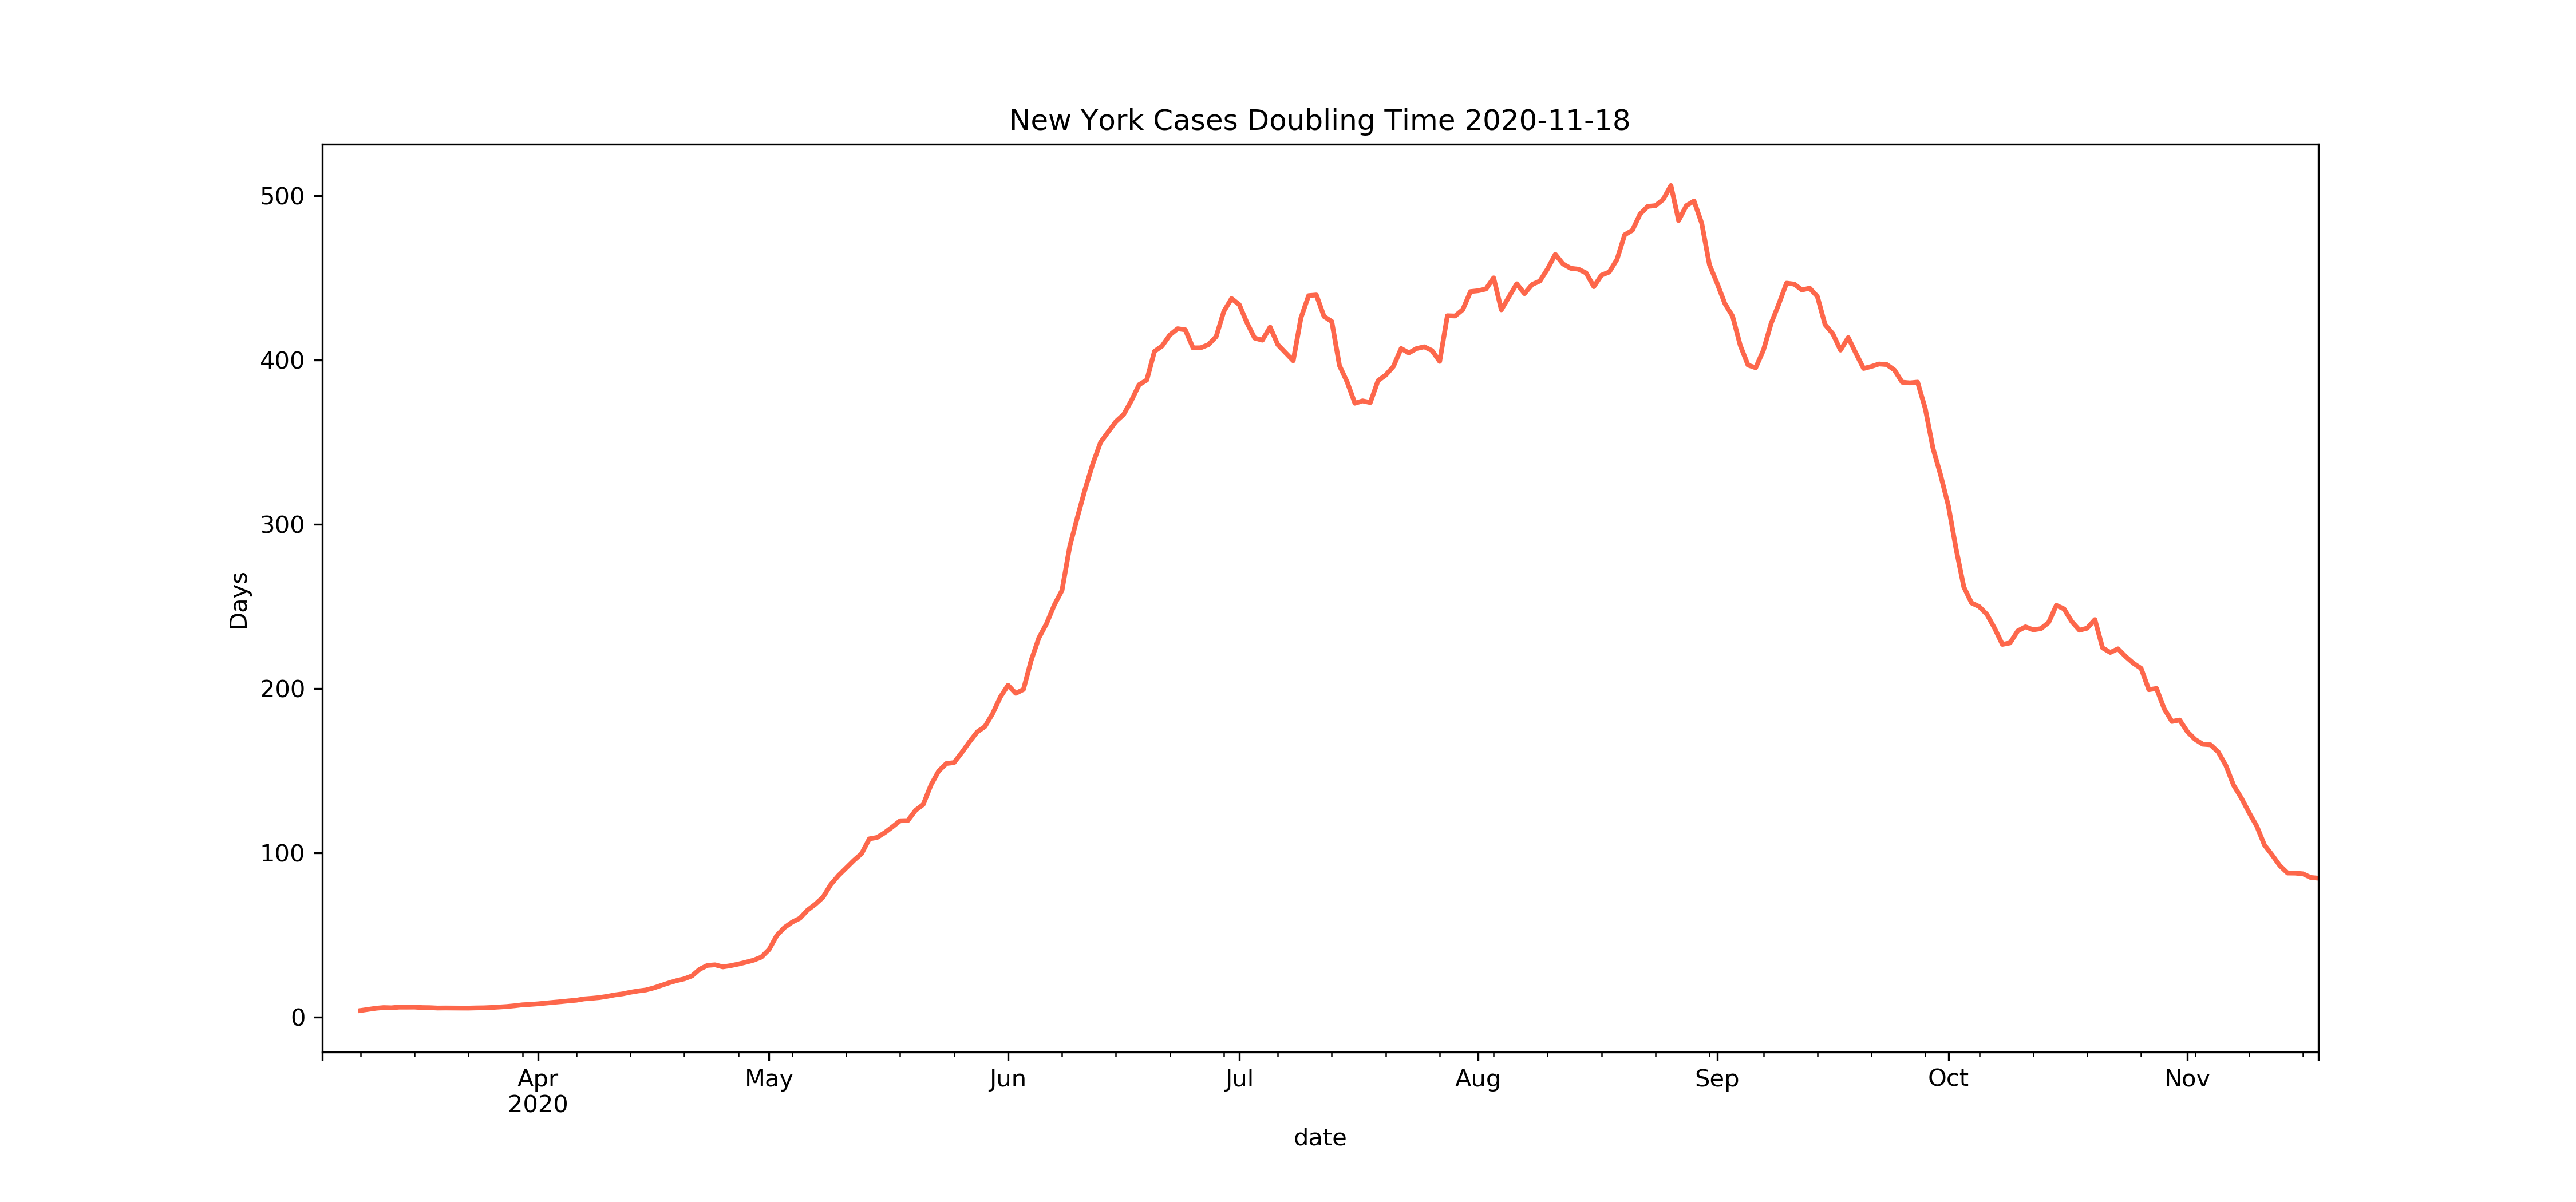 New York Cases Doubling Time 2020-11-18
500
400
300
200
100
0
Days
Apr May Jun Jul Aug Sep Oct Nov
2020
date